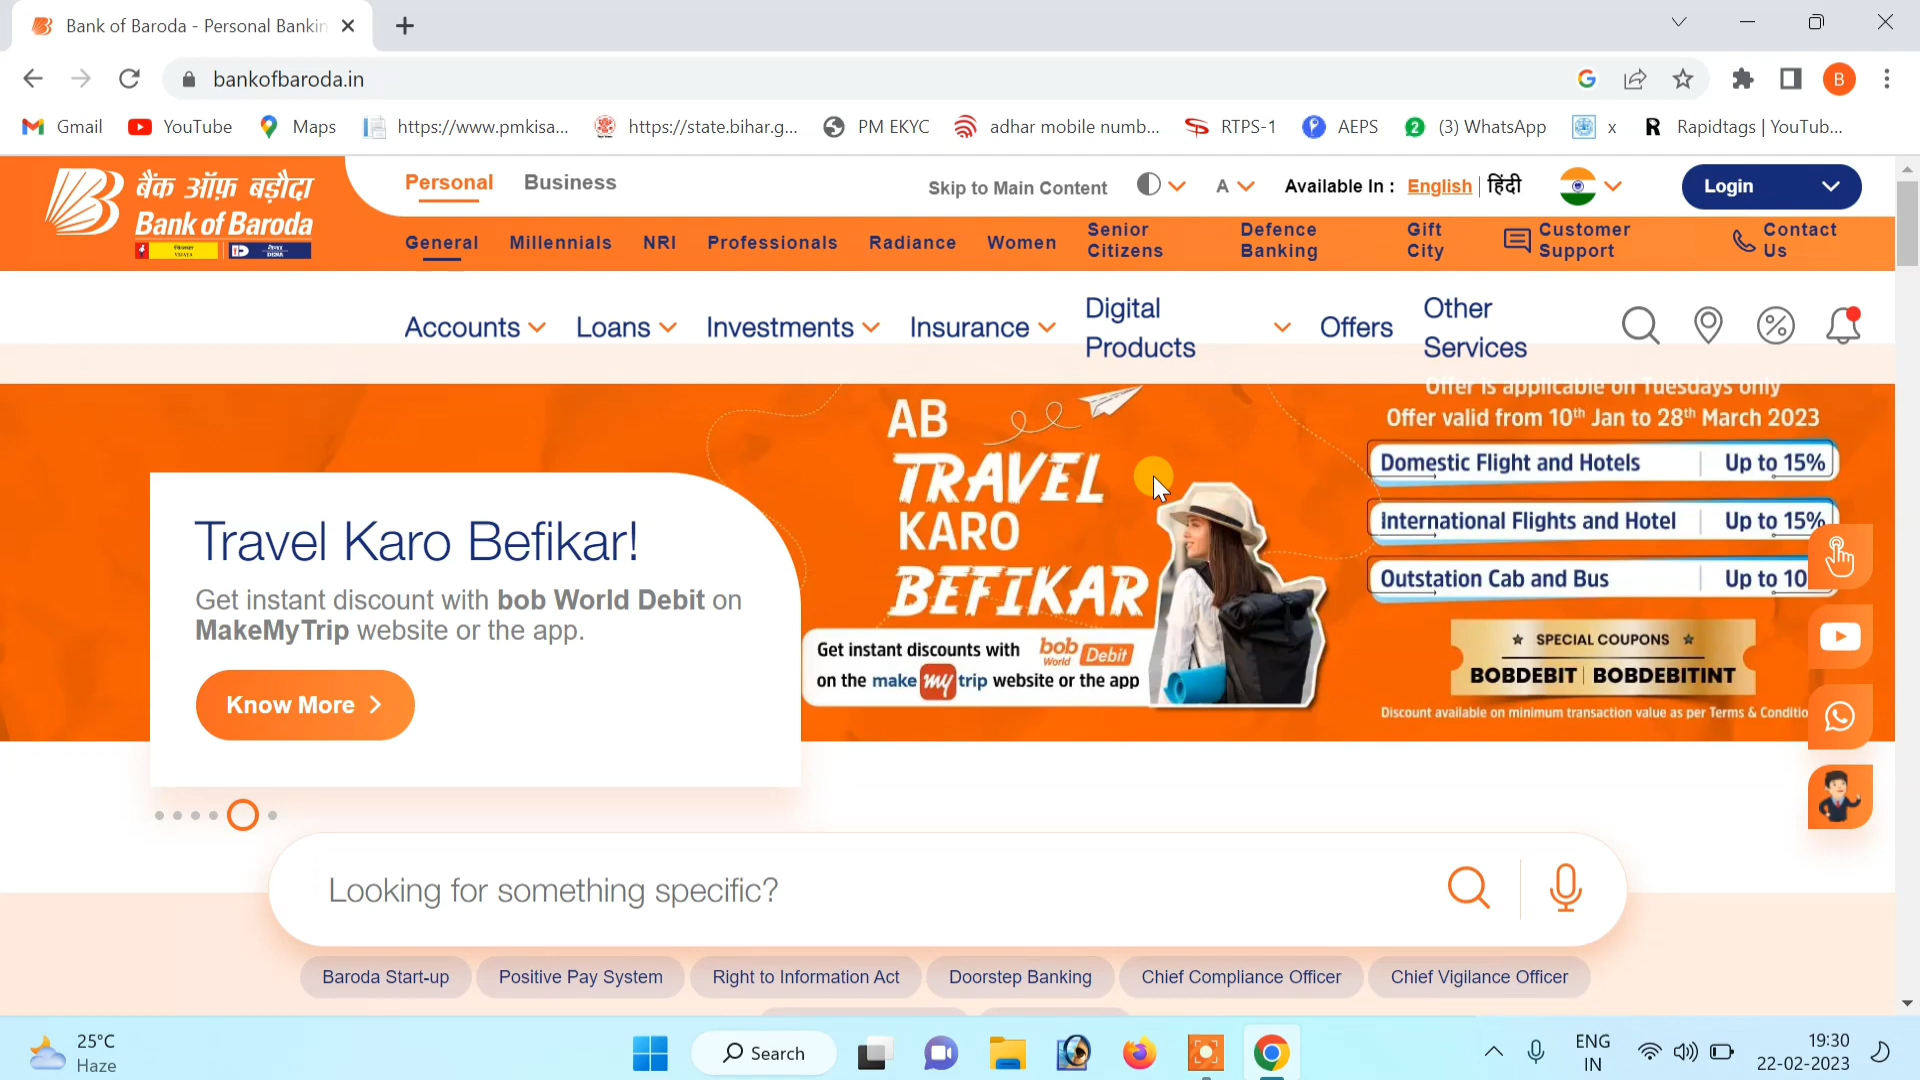 Bank of Baroda - Personal Bankin
bankofbaroda.in
B
Gmail
YouTube
Maps
https://www.pmkisa...
https://state.bihar.g...
PM EKYC
adhar mobile numb...
RTPS-1
AEPS
2
(3) WhatsApp
x
R
Rapidtags | YouTub...
बैंक ऑफ़ बड़ौदा
Bank of Baroda
VIJAYA
DENA
Personal
Business
Skip to Main Content
A
Available In :
English
हिंदी
Login
General
Millennials
NRI
Professionals
Radiance
Women
Senior
Citizens
Defence
Banking
Gift
City
Customer
Support
Contact
Us
Accounts
Loans
Investments
Insurance
Digital
Products
Offers
Other
Services
Offer is applicable on Tuesdays only
Offer valid from 10th Jan to 28th March 2023
Domestic Flight and Hotels
Up to 15%
International Flights and Hotel
Up to 15%
Outstation Cab and Bus
Up to 10
SPECIAL COUPONS
BOBDEBIT | BOBDEBITINT
Discount available on minimum transaction value as per Terms & Conditio
AB
TRAVEL
KARO
BEFIKAR
Get instant discounts with bob World Debit
on the make my trip website or the app
Travel Karo Befikar!
Get instant discount with bob World Debit on
MakeMyTrip website or the app.
Know More
Looking for something specific?
Baroda Start-up
Positive Pay System
Right to Information Act
Doorstep Banking
Chief Compliance Officer
Chief Vigilance Officer
25°C
Haze
Search
ENG
IN
19:30
22-02-2023